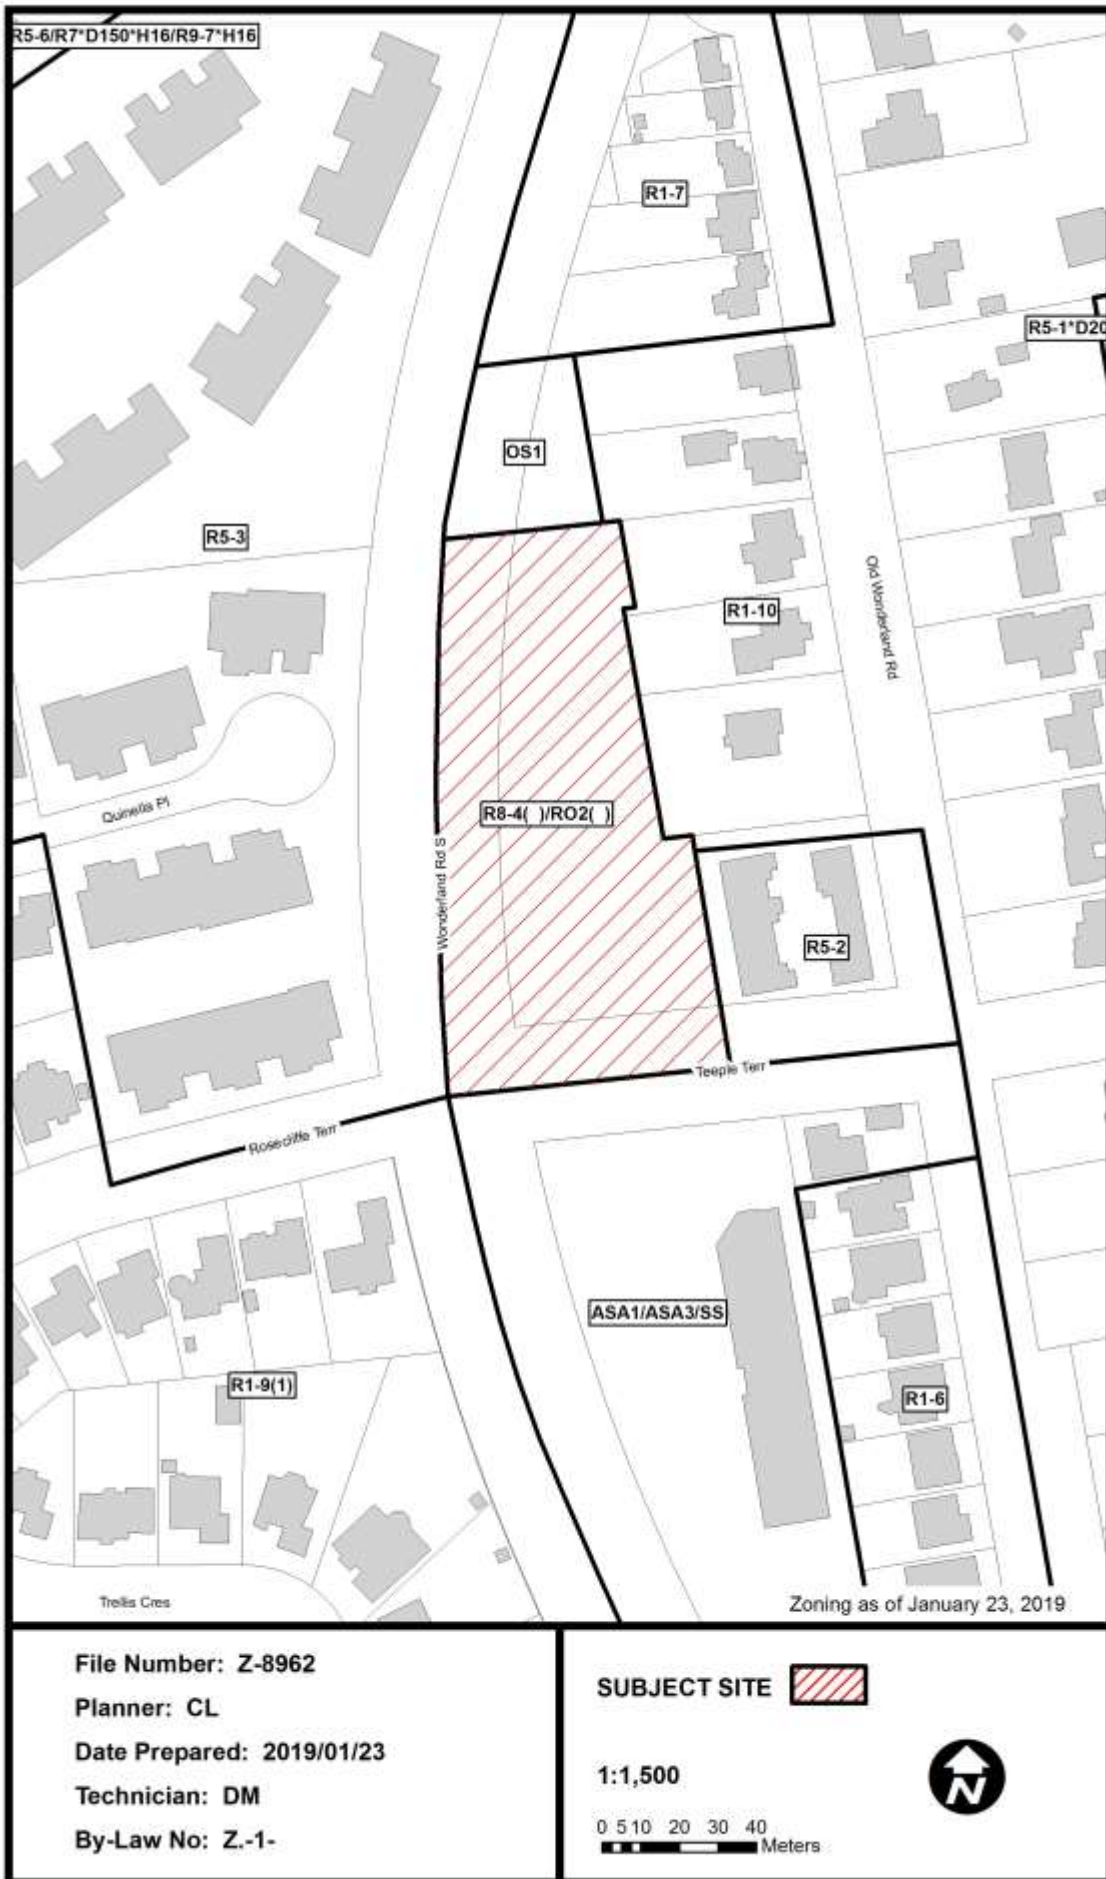 R5-6/R7*D150*H16/R9-7*H16
R1-7
R5-1*D20
OS1
R5-3
Old Wonderland Rd
R1-10
Quinella Pl
R8-4( )/RO2( )
Wonderland Rd S
R5-2
Teeple Terr
Rosecliffe Terr
ASA1/ASA3/SS
R1-9(1)
R1-6
Trellis Cres
Zoning as of January 23, 2019
File Number: Z-8962
Planner: CL
Date Prepared: 2019/01/23
Technician: DM
By-Law No: Z.-1-
SUBJECT SITE
N
1:1,500
0 5 10 20 30 40
Meters